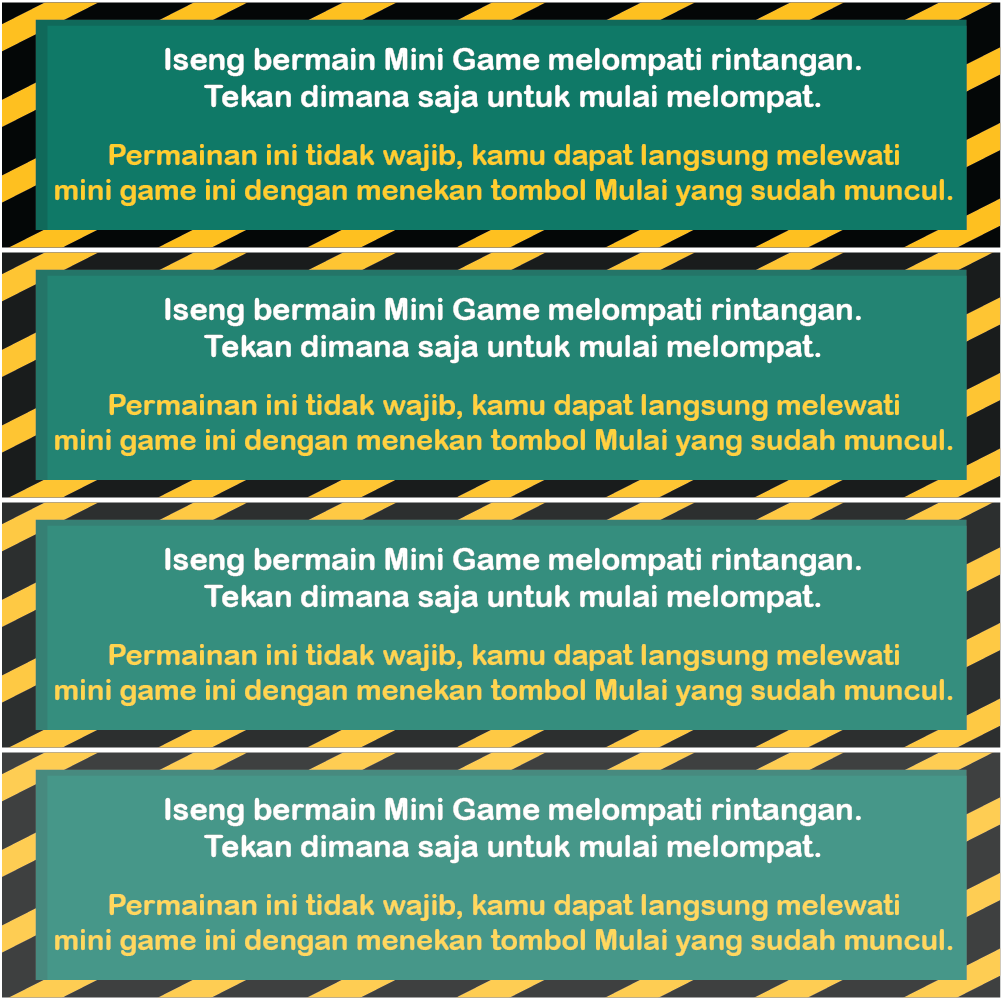 Iseng bermain Mini Game melompati rintangan.
Tekan dimana saja untuk mulai melompat.
Permainan ini tidak wajib, kamu dapat langsung melewati
mini game ini dengan menekan tombol Mulai yang sudah muncul.
Iseng bermain Mini Game melompati rintangan.
Tekan dimana saja untuk mulai melompat.
Permainan ini tidak wajib, kamu dapat langsung melewati
mini game ini dengan menekan tombol Mulai yang sudah muncul.
Iseng bermain Mini Game melompati rintangan.
Tekan dimana saja untuk mulai melompat.
Permainan ini tidak wajib, kamu dapat langsung melewati
mini game ini dengan menekan tombol Mulai yang sudah muncul.
Iseng bermain Mini Game melompati rintangan.
Tekan dimana saja untuk mulai melompat.
Permainan ini tidak wajib, kamu dapat langsung melewati
mini game ini dengan menekan tombol Mulai yang sudah muncul.